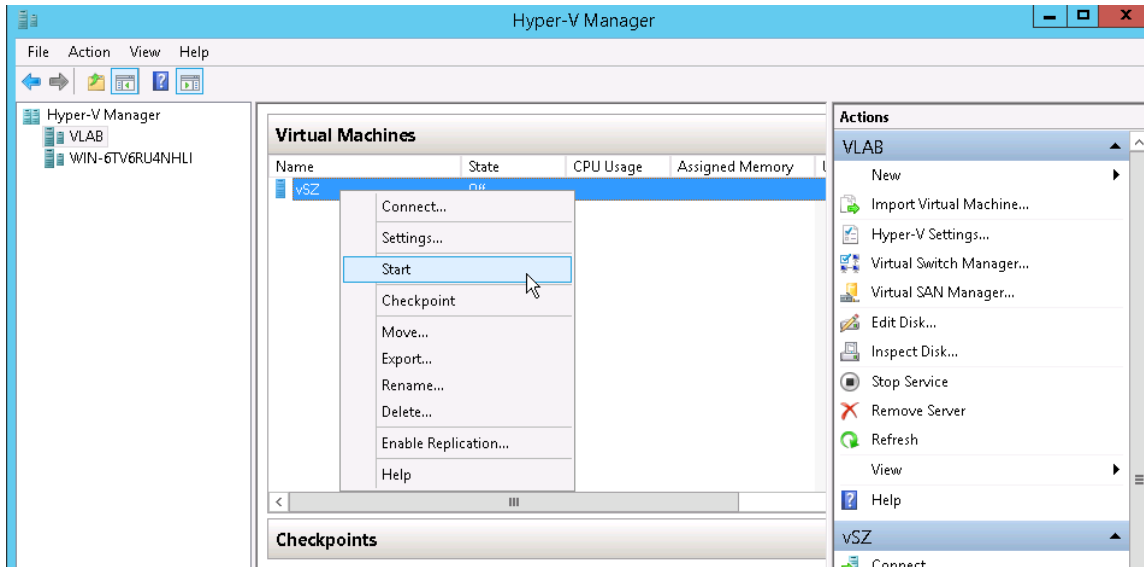 Hyper-V Manager
File Action View Help
Hyper-V Manager
VLAB
WIN-6TV6RU4NHLI
Virtual Machines
Name State CPU Usage Assigned Memory
vSZ Off
Connect...
Settings...
Start
Checkpoint
Move...
Export...
Rename...
Delete...
Enable Replication...
Help
Checkpoints
Actions
VLAB
New
Import Virtual Machine...
Hyper-V Settings...
Virtual Switch Manager...
Virtual SAN Manager...
Edit Disk...
Inspect Disk...
Stop Service
Remove Server
Refresh
View
Help
vSZ
Connect